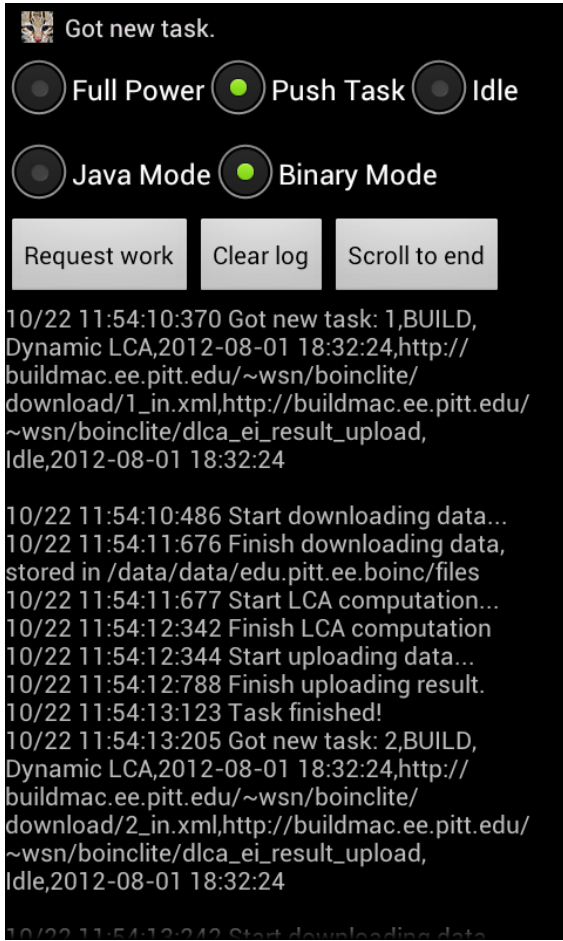 Got new task.
Full Power Push Task Idle
Java Mode Binary Mode
Request work Clear log Scroll to end
10/22 11:54:10:370 Got new task: 1,BUILD,
Dynamic LCA,2012-08-01 18:32:24,http://
buildmac.ee.pitt.edu/~wsn/boinclite/
download/1_in.xml,http://buildmac.ee.pitt.edu/
~wsn/boinclite/dlca_ei_result_upload,
Idle,2012-08-01 18:32:24
10/22 11:54:10:486 Start downloading data...
10/22 11:54:11:676 Finish downloading data,
stored in /data/data/edu.pitt.ee.boinc/files
10/22 11:54:11:677 Start LCA computation...
10/22 11:54:12:342 Finish LCA computation
10/22 11:54:12:344 Start uploading data...
10/22 11:54:12:788 Finish uploading result.
10/22 11:54:13:123 Task finished!
10/22 11:54:13:205 Got new task: 2,BUILD,
Dynamic LCA,2012-08-01 18:32:24,http://
buildmac.ee.pitt.edu/~wsn/boinclite/
download/2_in.xml,http://buildmac.ee.pitt.edu/
~wsn/boinclite/dlca_ei_result_upload,
Idle,2012-08-01 18:32:24
10/22 11:54:13:242 Start downloading data